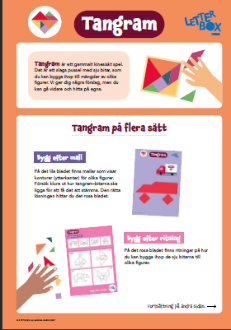 Tangram
LETTER
BOX
Tangram är ett gammalt kinesiskt spel.
Det är ett slags pussel med sju bitar, som
du kan bygga ihop till mängder av olika
figurer. Vi ger dig några förslag, men du
kan gå vidare och hitta på egna.
Tangram på flera sätt
Bygg efter mall
På det lila bladet finns mallar som visar
konturer (ytterkanter) för olika figurer.
Försök klura ut hur tangram-bitarna ska
ligga för att få det att stämma. Den rätta
lösningen hittar du på det rosa bladet.
Bygg efter ritning
På det rosa bladet finns ritningar på hur
du kan bygga ihop de sju bitarna till
olika figurer.
Fortsättning på andra sidan.